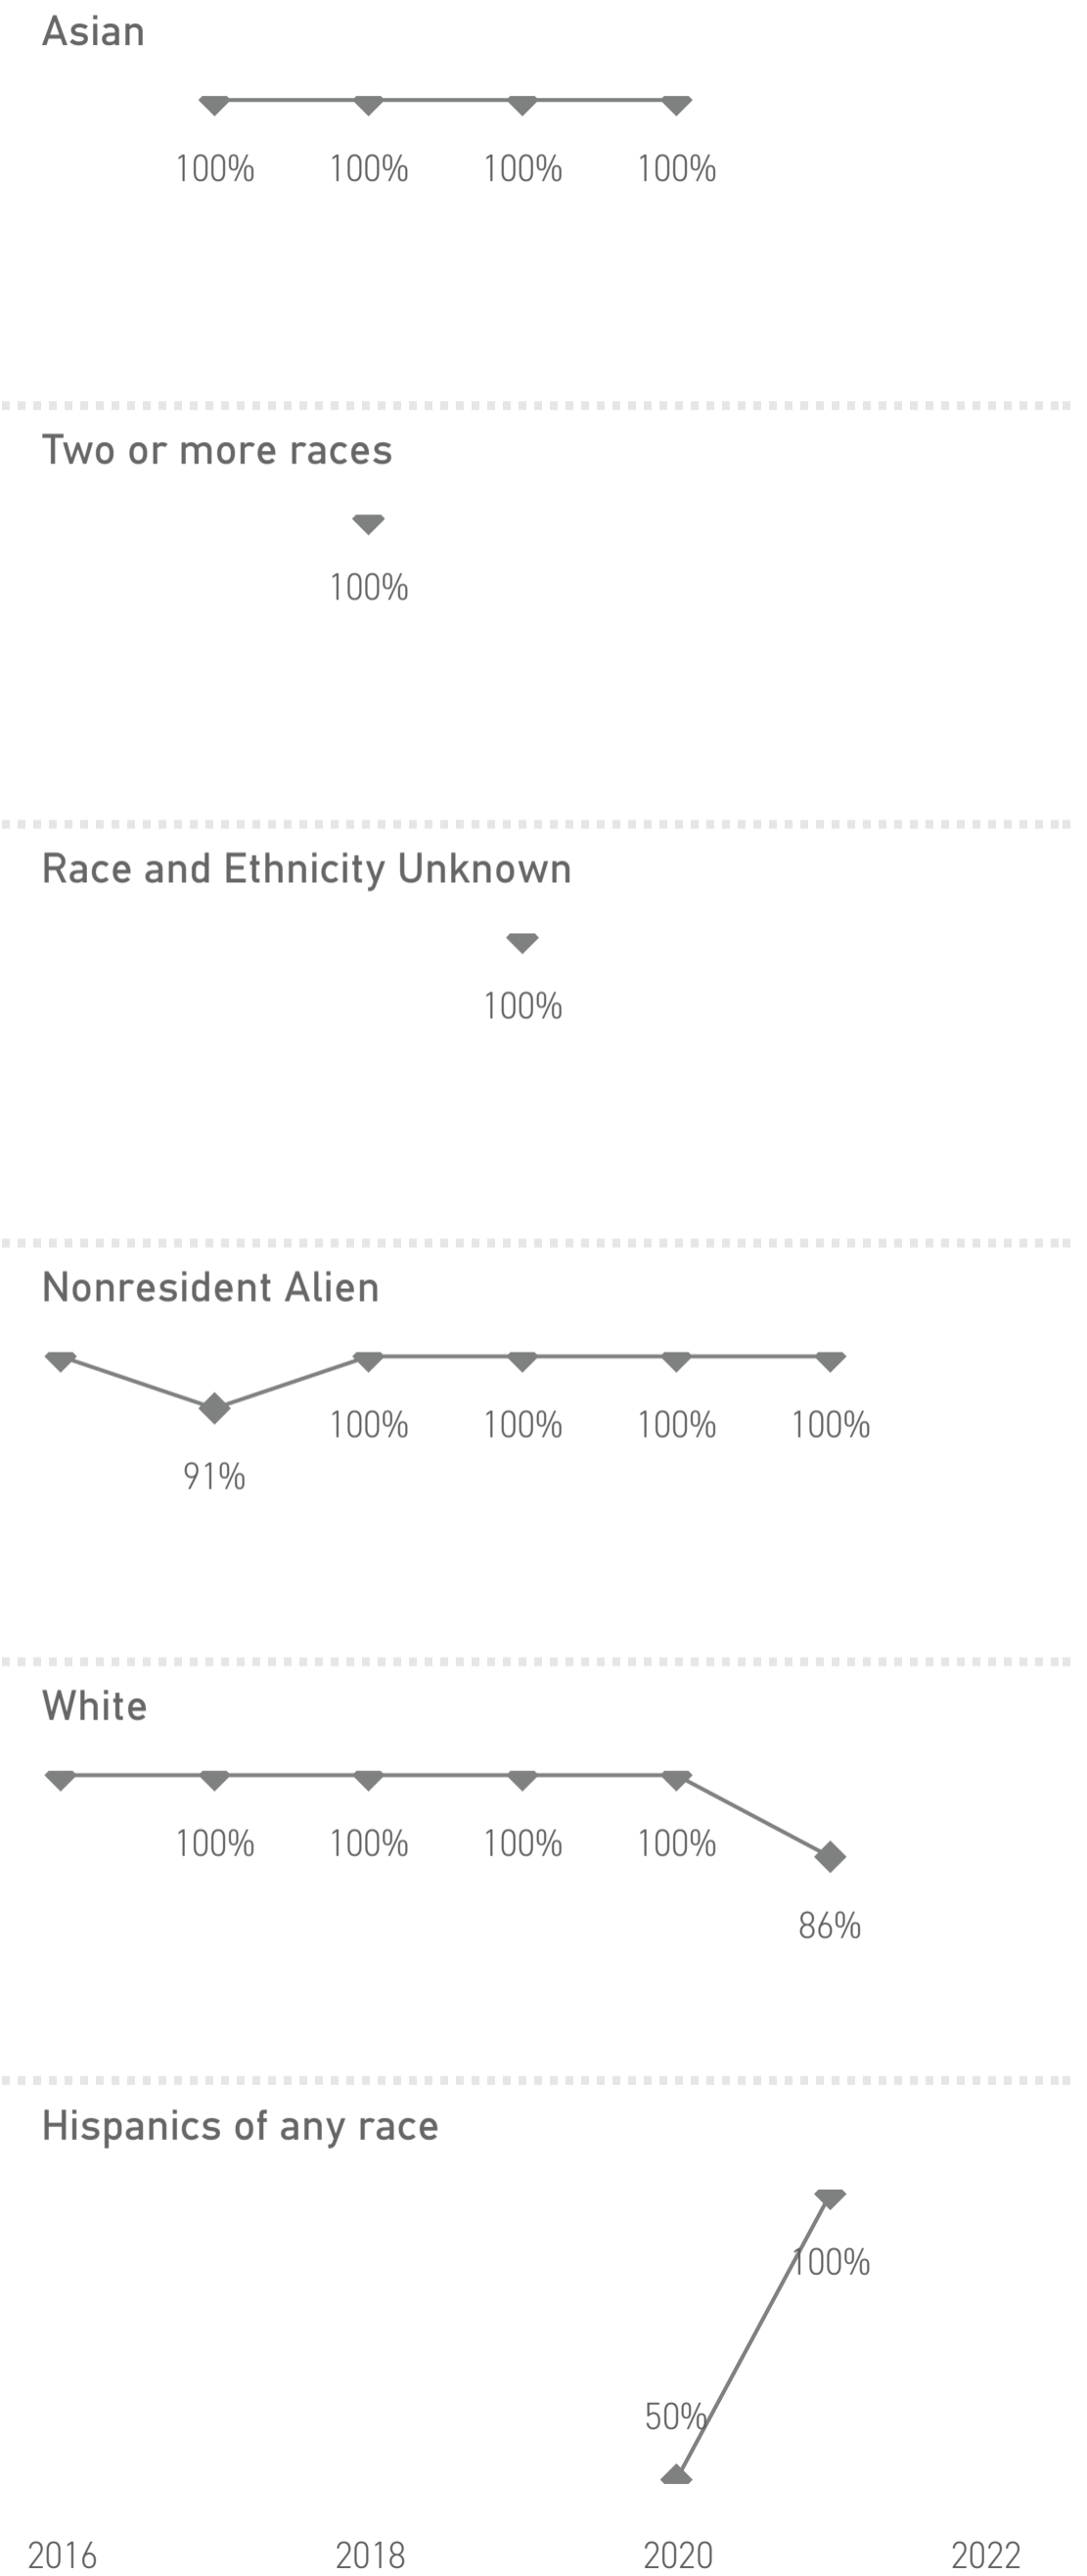 Asian
100% 100% 100% 100%
Two or more races
100%
Race and Ethnicity Unknown
100%
Nonresident Alien
100% 100% 100% 100%
91%
White
100% 100% 100% 100%
86%
Hispanics of any race
100%
50%
2016 2018 2020 2022